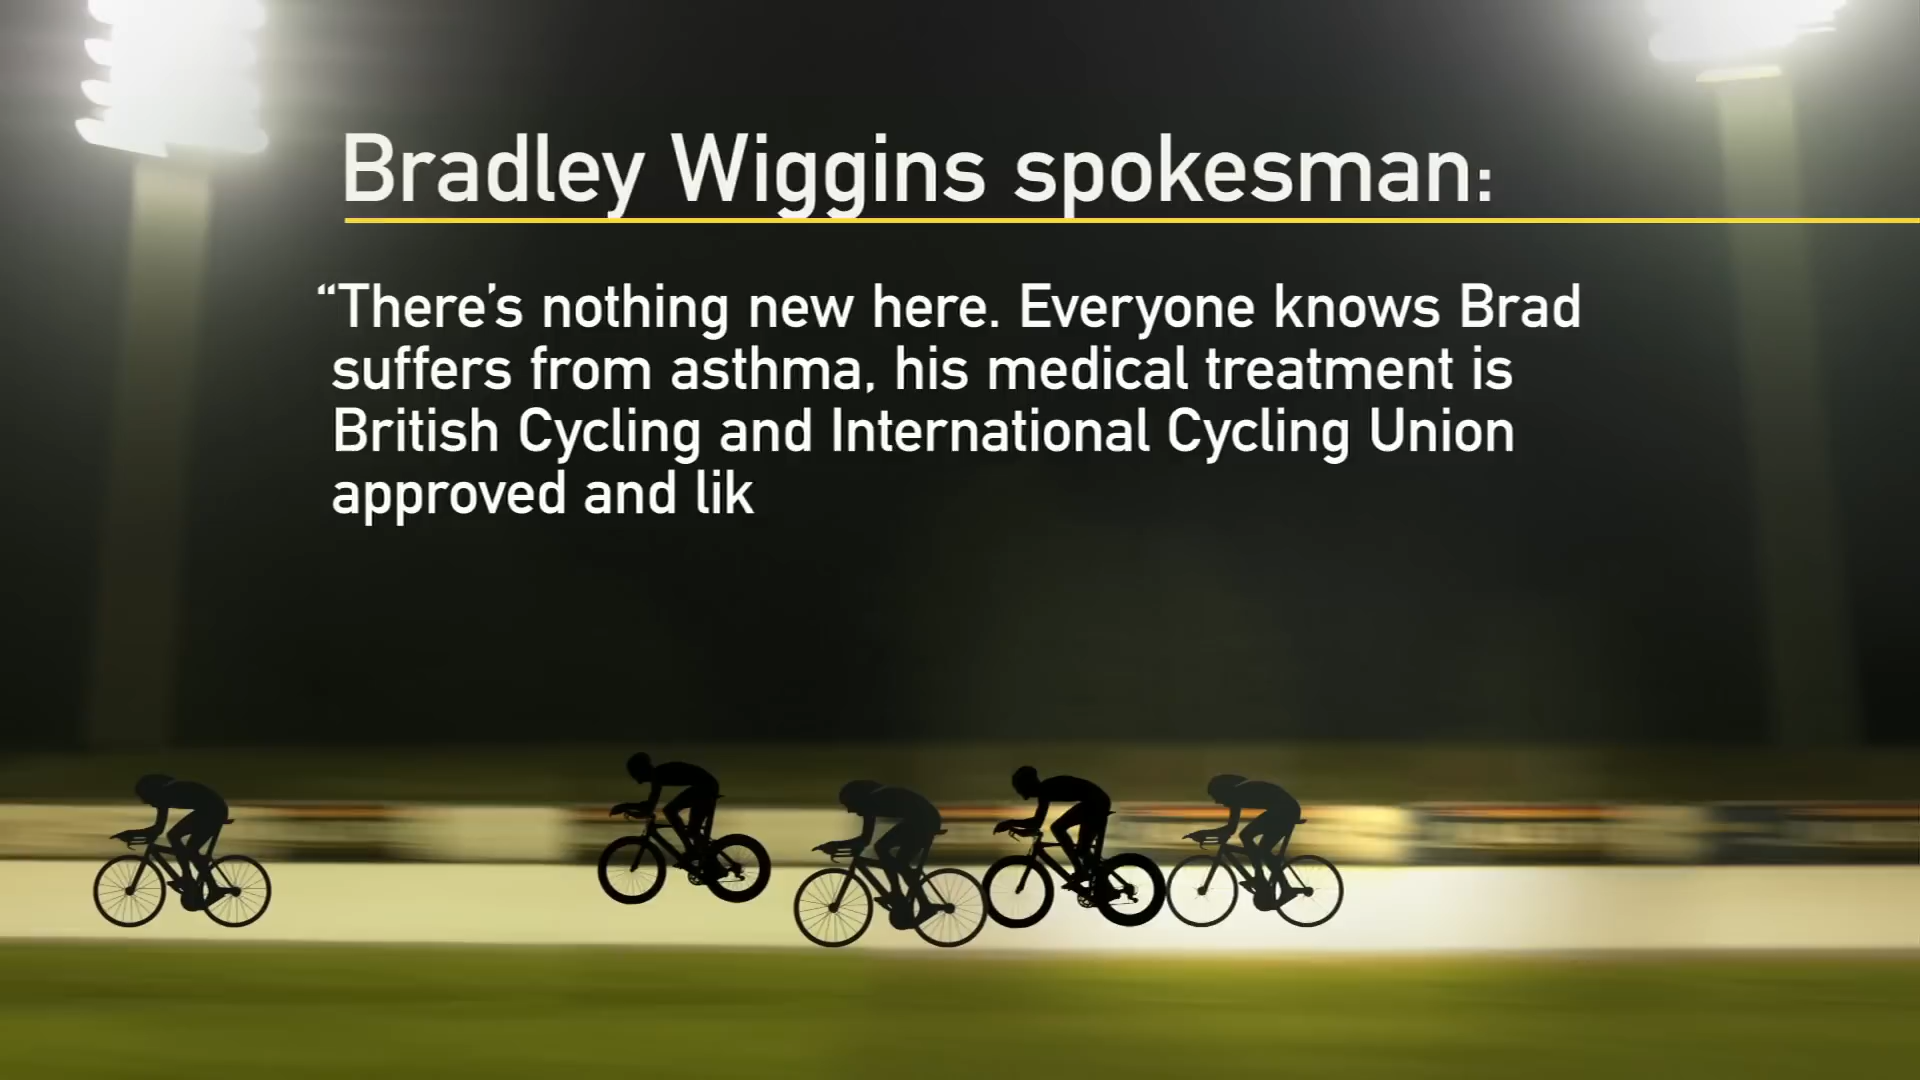 Bradley Wiggins spokesman:
“There’s nothing new here. Everyone knows Brad
suffers from asthma, his medical treatment is
British Cycling and International Cycling Union
approved and lik